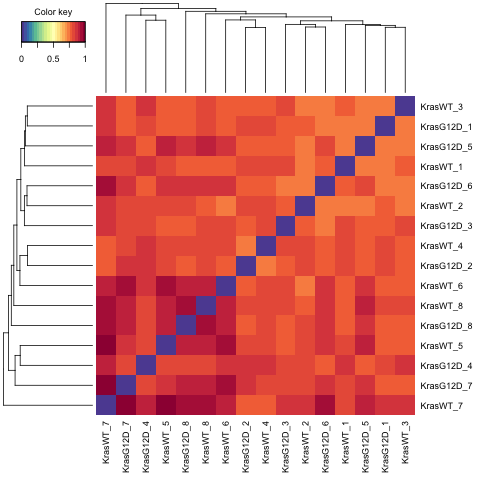 Color key
0 0.5 1
KrasWT_3
KrasG12D_1
KrasG12D_5
KrasWT_1
KrasG12D_6
KrasWT_2
KrasG12D_3
KrasWT_4
KrasG12D_2
KrasWT_6
KrasWT_8
KrasG12D_8
KrasWT_5
KrasG12D_4
KrasG12D_7
KrasWT_7
KrasWT_7
KrasG12D_7
KrasG12D_4
KrasWT_5
KrasG12D_8
KrasWT_8
KrasWT_6
KrasG12D_2
KrasWT_4
KrasG12D_3
KrasWT_2
KrasG12D_6
KrasWT_1
KrasG12D_5
KrasG12D_1
KrasWT_3